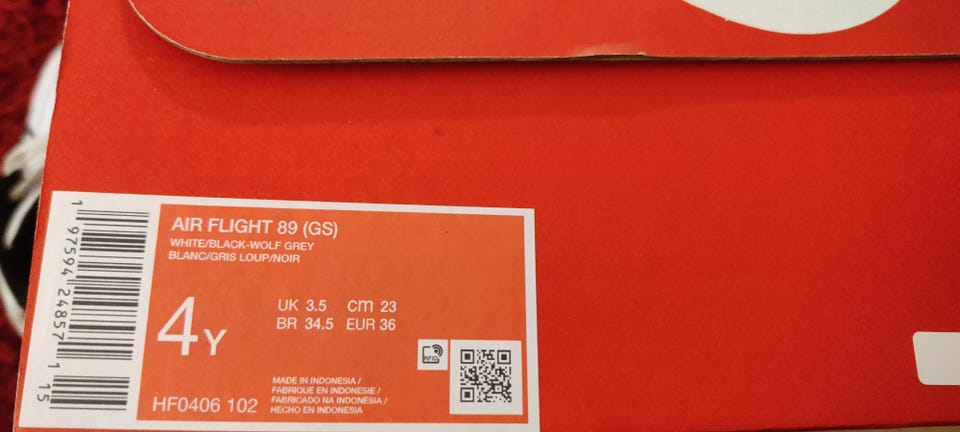 AIR FLIGHT 89 (GS)
WHITE/BLACK-WOLF GREY
BLANC/GRIS LOUP/NOIR
4Y
UK 3.5 cm 23
BR 34.5 EUR 36
RFID
MADE IN INDONESIA /
FABRIQUE EN INDONESIE /
FABRICADO NA INDONÉSIA /
HECHO EN INDONESIA
HF0406 102
1 97594 24857 1 15